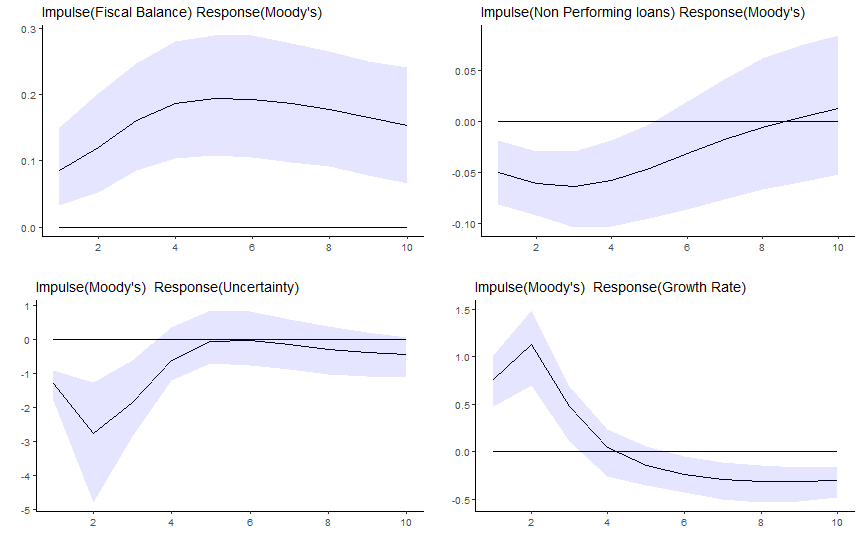 Impulse(Fiscal Balance) Response(Moody's)
0.3
0.2
0.1
0.0
2 4 6 8 10
Impulse(Non Performing loans) Response(Moody's)
0.05
0.00
-0.05
-0.10
2 4 6 8 10
Impulse(Moody's)  Response(Uncertainty)
1
0
-1
-2
-3
-4
-5
2 4 6 8 10
Impulse(Moody's)  Response(Growth Rate)
1.5
1.0
0.5
0.0
-0.5
2 4 6 8 10